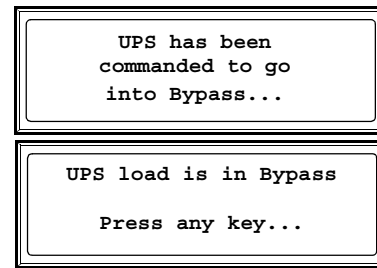 UPS has been
commanded to go
into Bypass...
UPS load is in Bypass
Press any key...